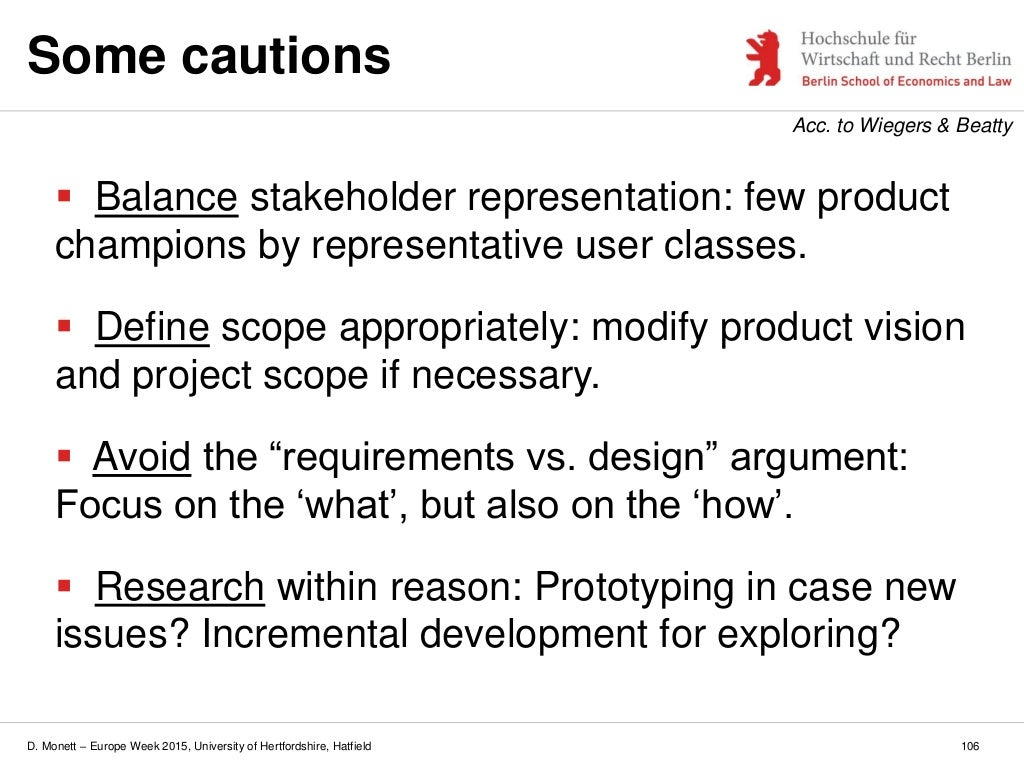 Some cautions
Hochschule für
Wirtschaft und Recht Berlin
Berlin School of Economics and Law
Acc. to Wiegers & Beatty
▪ Balance stakeholder representation: few product
champions by representative user classes.
▪ Define scope appropriately: modify product vision
and project scope if necessary.
▪ Avoid the “requirements vs. design” argument:
Focus on the ‘what’, but also on the ‘how’.
▪ Research within reason: Prototyping in case new
issues? Incremental development for exploring?
D. Monett – Europe Week 2015, University of Hertfordshire, Hatfield
106